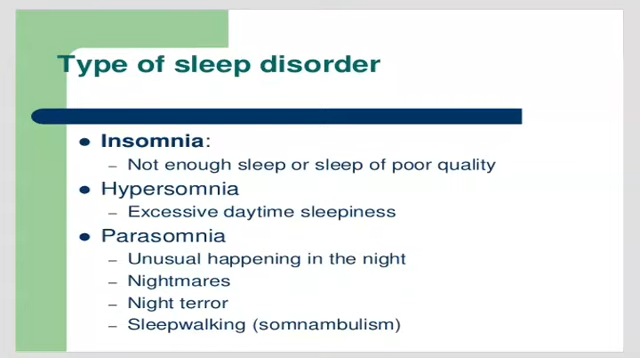 Type of sleep disorder
● Insomnia:
– Not enough sleep or sleep of poor quality
● Hypersomnia
– Excessive daytime sleepiness
● Parasomnia
– Unusual happening in the night
– Nightmares
– Night terror
– Sleepwalking (somnambulism)